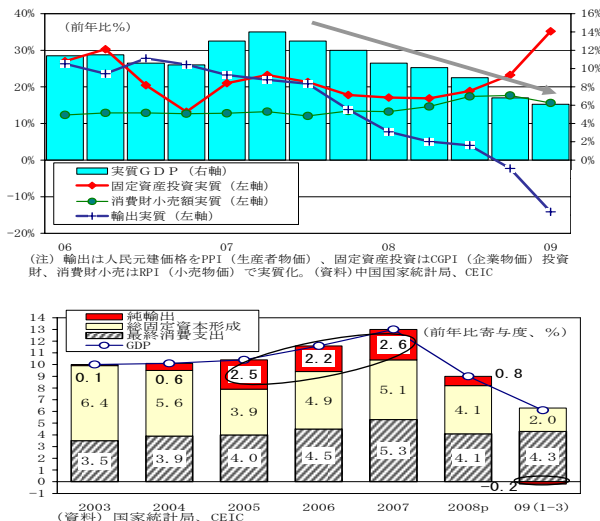 (前年比%)
40%
30%
20%
10%
0%
-10%
-20%
16%
14%
12%
10%
8%
6%
4%
2%
0%
実質GDP (右軸)
固定資産投資実質 (左軸)
消費財小売額実質 (左軸)
輸出実質 (左軸)
06 07 08 09
(注) 輸出は人民元建価格をPPI (生産者物価) 、固定資産投資はCGPI (企業物価) 投資
財、消費財小売はRPI (小売物価) で実質化。(資料) 中国国家統計局、CEIC
純輸出
総固定資本形成
最終消費支出
GDP
(前年比寄与度、%)
14
13
12
11
10
9
8
7
6
5
4
3
2
1
0
-1
0.1 0.6 2.5 2.2 2.6 0.8 -0.2
6.4 5.6 3.9 4.9 5.1 4.1 2.0
3.5 3.9 4.0 4.5 5.3 4.1 4.3
2003 2004 2005 2006 2007 2008p 09(1-3)
(資料) 国家統計局、CEIC